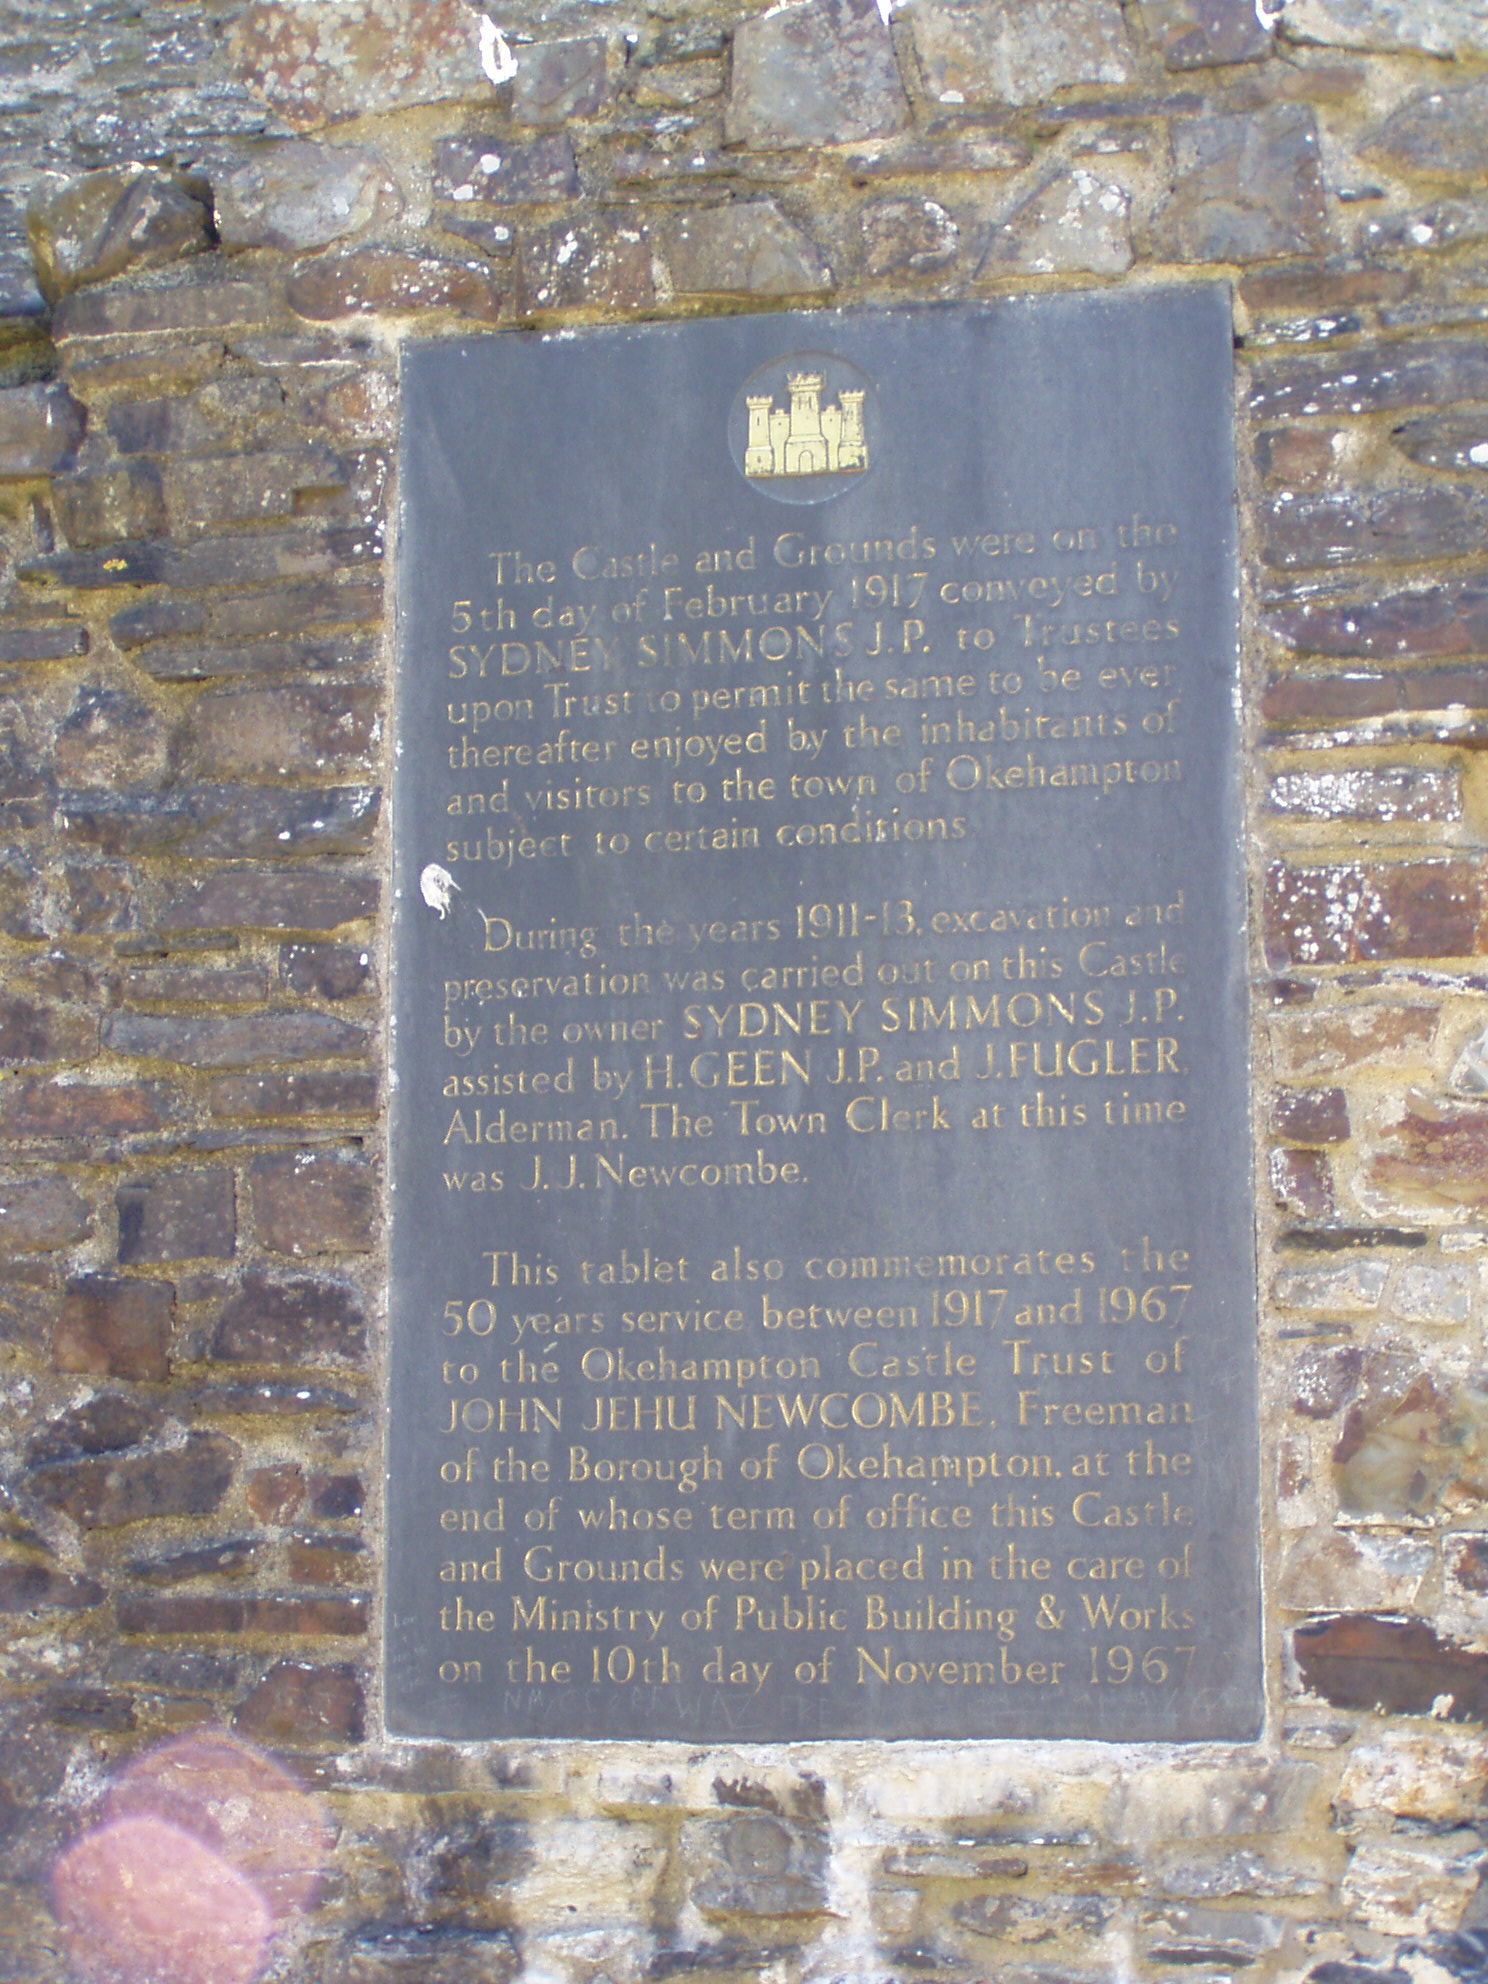 The Castle and Grounds were on the
5th day of February 1917 conveyed by
SYDNEY SIMMONS J.P. to Trustees
upon Trust to permit the same to be ever
thereafter enjoyed by the inhabitants of
and visitors to the town of Okehampton
subject to certain conditions.
During the years 1911-13, excavation and
preservation was carried out on this Castle
by the owner SYDNEY SIMMONS J.P.
assisted by H. GEEN J.P. and J. FUGLER,
Alderman. The Town Clerk at this time
was J. J. Newcombe.
This tablet also commemorates the
50 years service between 1917 and 1967
to the Okehampton Castle Trust of
JOHN JEHU NEWCOMBE, Freeman
of the Borough of Okehampton, at the
end of whose term of office this Castle
and Grounds were placed in the care of
the Ministry of Public Building & Works
on the 10th day of November 1967